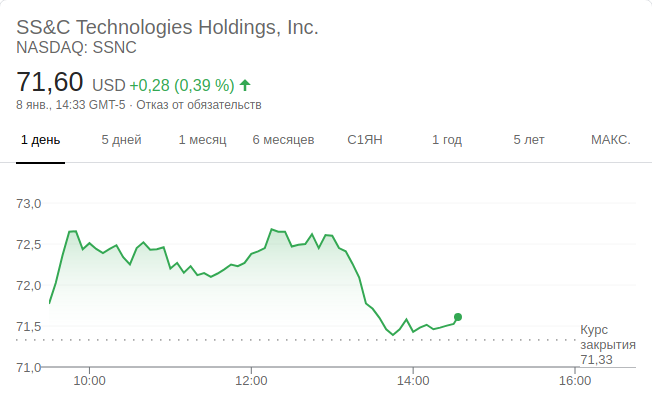 SS&C Technologies Holdings, Inc.
NASDAQ: SSNC
71,60 USD +0,28 (0,39 %)
8 янв., 14:33 GMT-5 · Отказ от обязательств
1 день 5 дней 1 месяц 6 месяцев С1ЯН 1 год 5 лет МАКС.
73,0
72,5
72,0
71,5
71,0
Курс
закрытия
71,33
10:00 12:00 14:00 16:00